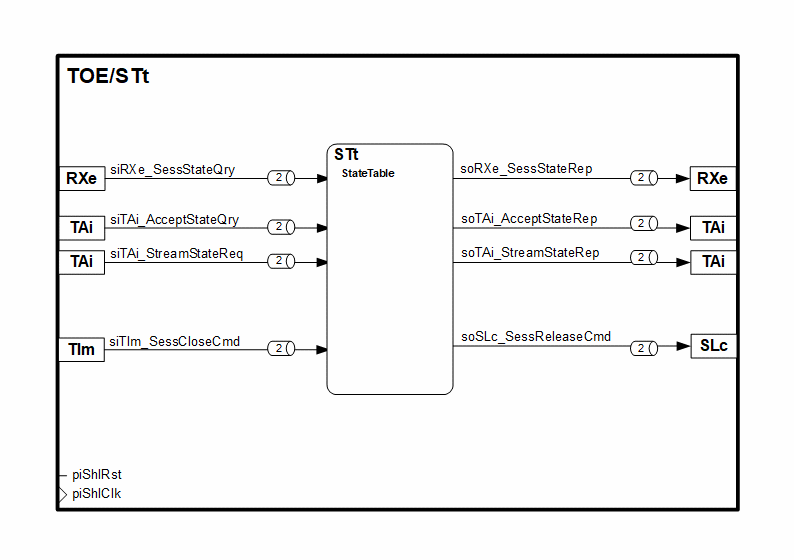 TOE/STt
STt
StateTable
RXe
siRXe_SessStateQry
2
soRXe_SessStateRep
2
RXe
TAi
siTAi_AcceptStateQry
2
soTAi_AcceptStateRep
2
TAi
TAi
siTAi_StreamStateReq
2
soTAi_StreamStateRep
2
TAi
TIm
siTIm_SessCloseCmd
2
soSLc_SessReleaseCmd
2
SLc
piShlRst
piShlClk